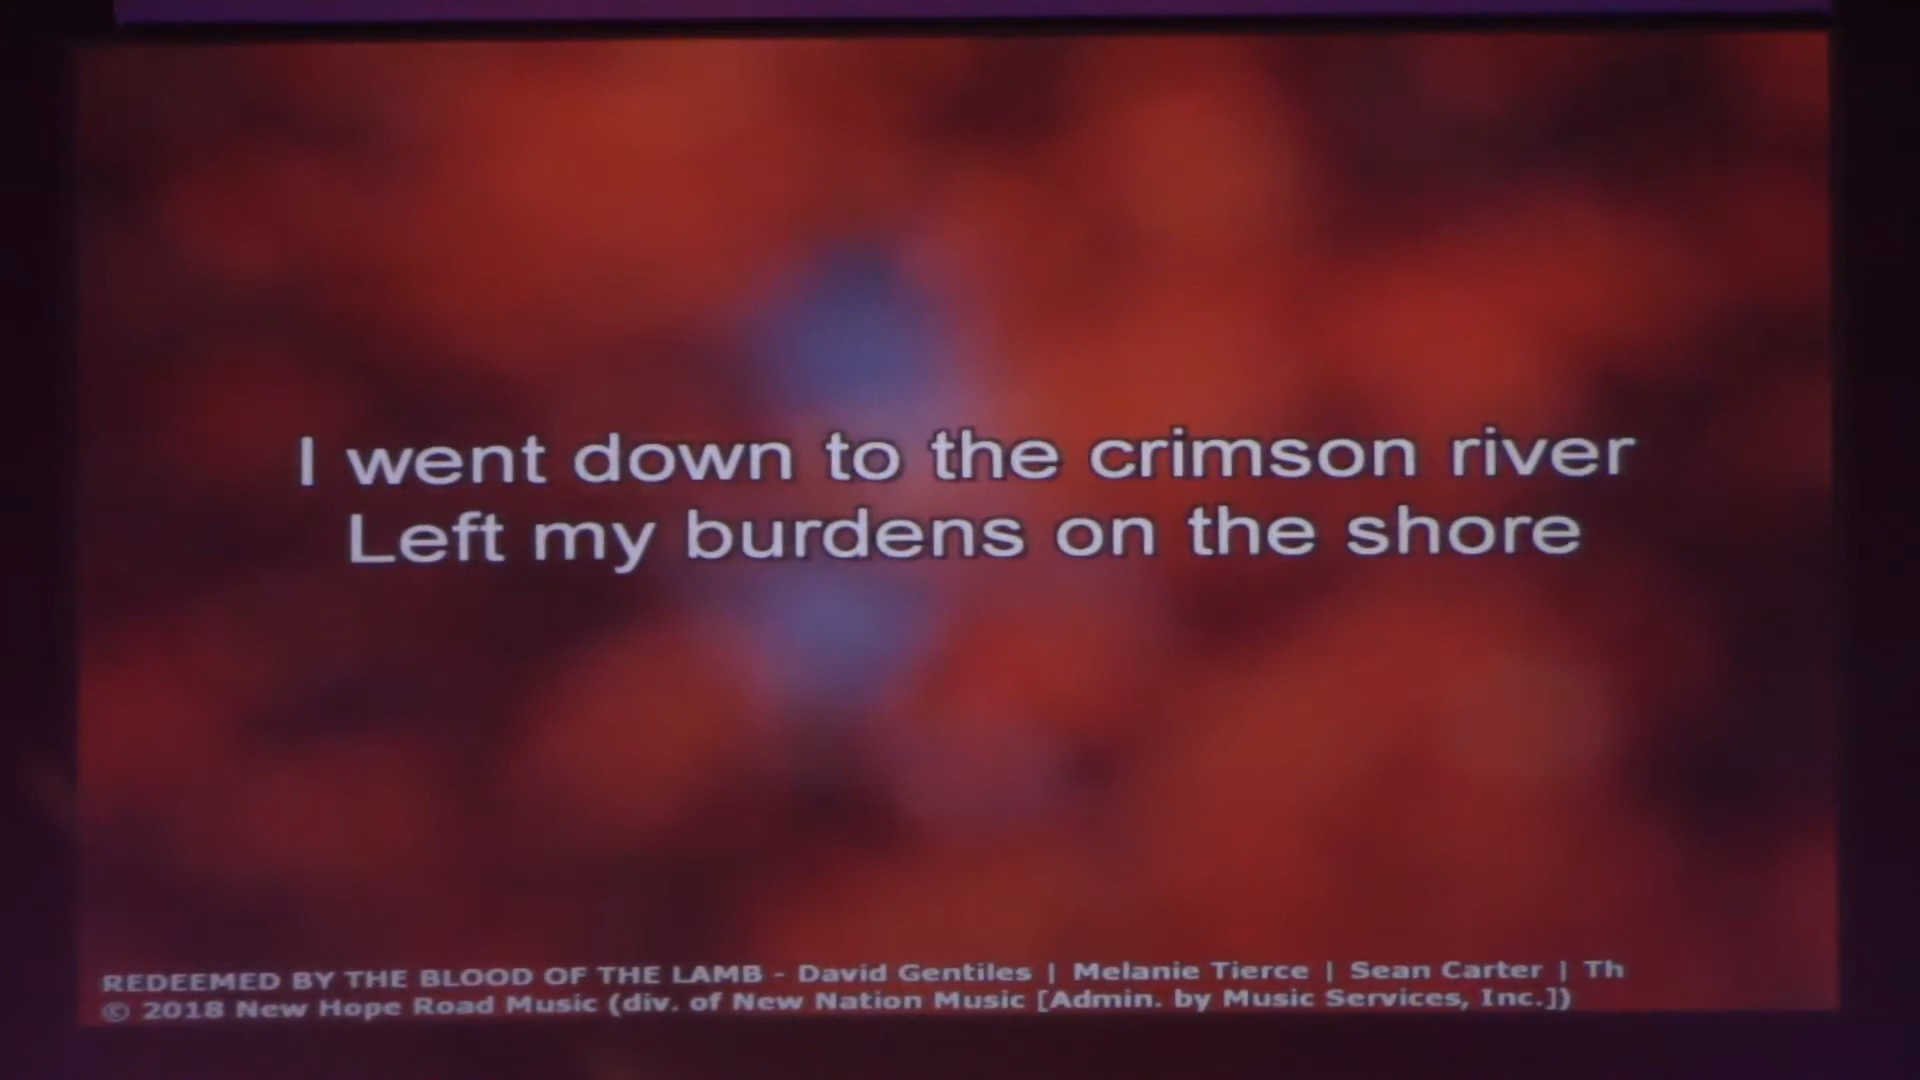 I went down to the crimson river
Left my burdens on the shore
REDEEMED BY THE BLOOD OF THE LAMB - David Gentiles | Melanie Tierce | Sean Carter | Th
© 2018 New Hope Road Music (div. of New Nation Music [Admin. by Music Services, Inc.])